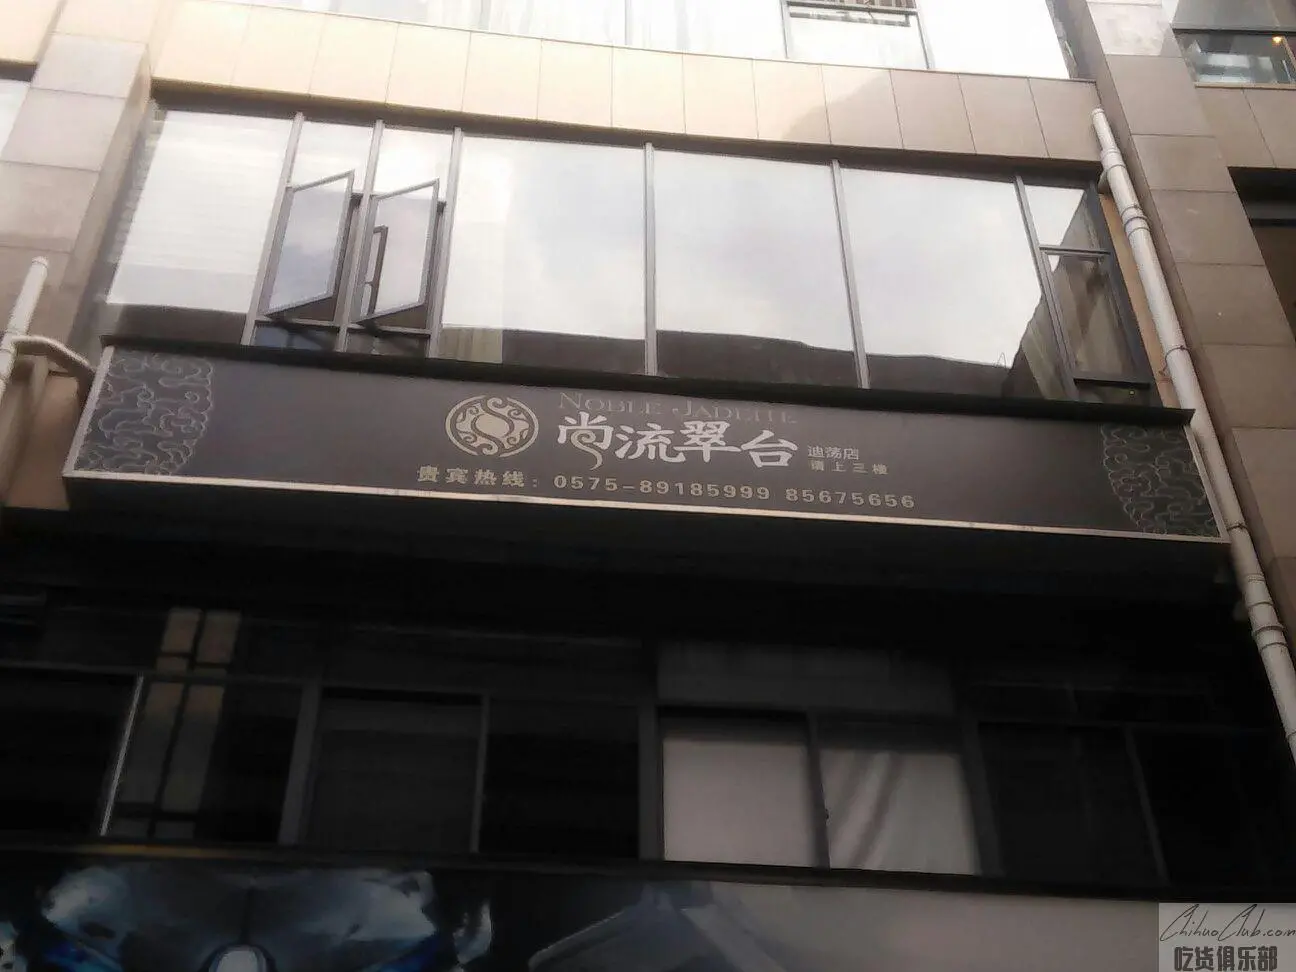 NOBLE JADEITE
尚流翠台
迪荡店
请上三楼
贵宾热线：0575-89185999 85675656
ChihuoClub.com
吃货俱乐部